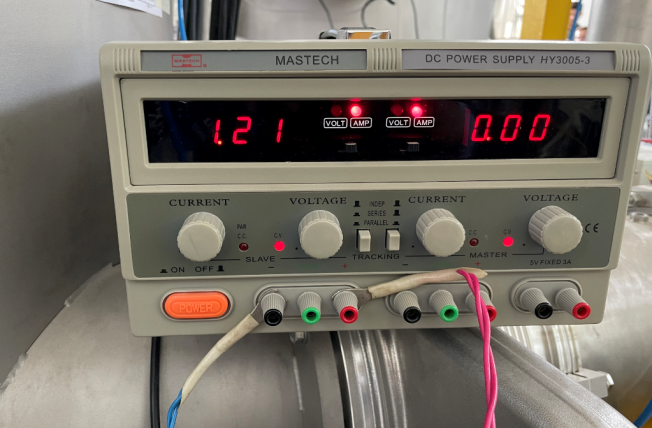 MASTECH
MASTECH
DC POWER SUPPLY HY3005-3
1.21
VOLT AMP
VOLT AMP
0.00
CURRENT
VOLTAGE
INDEP
SERIES
PARALLEL
CURRENT
VOLTAGE
C.C.
C.V.
C.C.
CE
ON OFF
SLAVE
- +
TRACKING
- +
MASTER
5V FIXED 3A
POWER